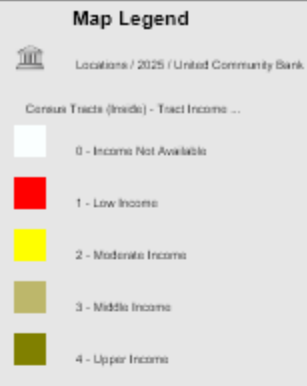 Map Legend
Locations / 2025 / United Community Bank
Census Tracts (Inside) - Tract Income ...
0 - Income Not Available
1 - Low Income
2 - Moderate Income
3 - Middle Income
4 - Upper Income